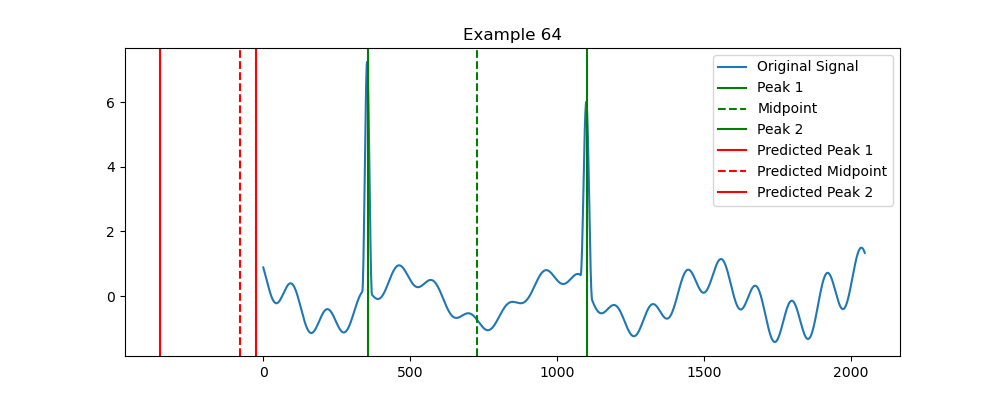 Example 64
Original Signal
Peak 1
Midpoint
Peak 2
Predicted Peak 1
Predicted Midpoint
Predicted Peak 2
6
4
2
0
0 500 1000 1500 2000